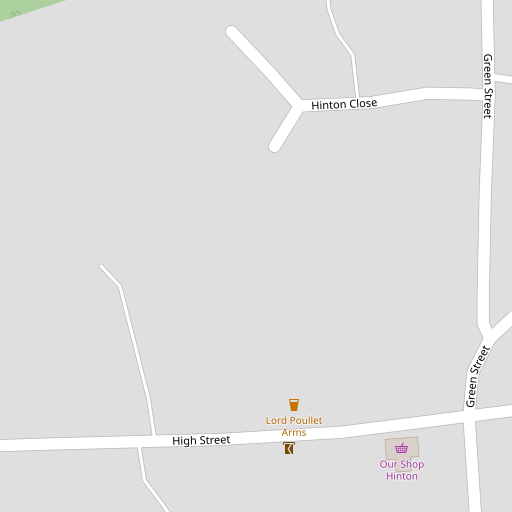 Green Street
Hinton Close
Green Street
Lord Poullet
Arms
High Street
Our Shop
Hinton